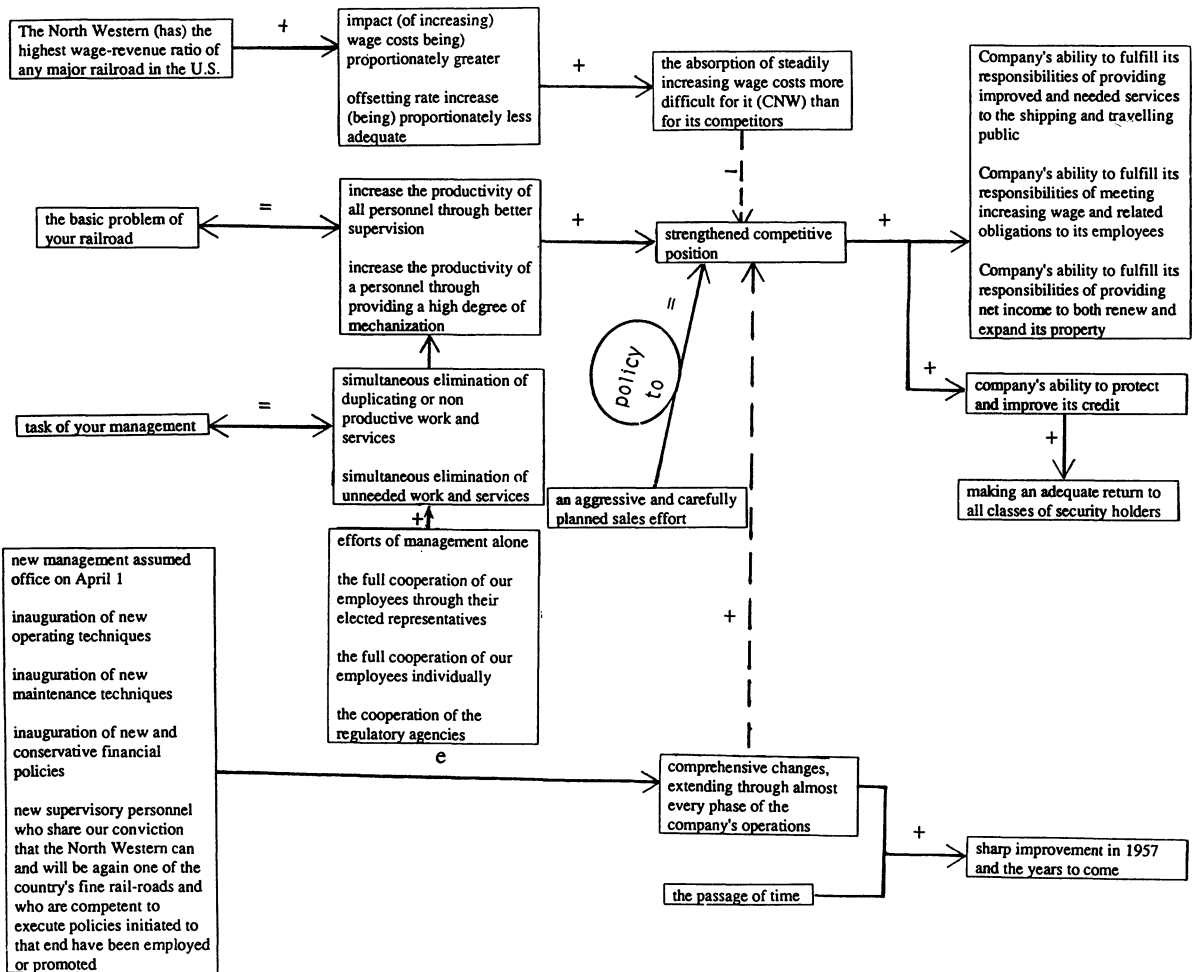 The North Western (has) the
highest wage-revenue ratio of
any major railroad in the U.S.
+
impact (of increasing)
wage costs being)
proportionately greater
offsetting rate increase
(being) proportionately less
adequate
+
the absorption of steadily
increasing wage costs more
difficult for it (CNW) than
for its competitors
–
Company's ability to fulfill its
responsibilities of providing
improved and needed services
to the shipping and travelling
public
Company's ability to fulfill its
responsibilities of meeting
increasing wage and related
obligations to its employees
Company's ability to fulfill its
responsibilities of providing
net income to both renew and
expand its property
the basic problem of
your railroad
=
increase the productivity of
all personnel through better
supervision
increase the productivity of
a personnel through
providing a high degree of
mechanization
+
strengthened competitive
position
+
=
policy
to
+
company's ability to protect
and improve its credit
+
making an adequate return to
all classes of security holders
task of your management
=
simultaneous elimination of
duplicating or non
productive work and
services
simultaneous elimination of
unneeded work and services
an aggressive and carefully
planned sales effort
+
efforts of management alone
the full cooperation of our
employees through their
elected representatives
the full cooperation of our
employees individually
the cooperation of the
regulatory agencies
+
new management assumed
office on April 1
inauguration of new
operating techniques
inauguration of new
maintenance techniques
inauguration of new and
conservative financial
policies
new supervisory personnel
who share our conviction
that the North Western can
and will be again one of the
country's fine rail-roads and
who are competent to
execute policies initiated to
that end have been employed
or promoted
e
comprehensive changes,
extending through almost
every phase of the
company's operations
the passage of time
+
sharp improvement in 1957
and the years to come